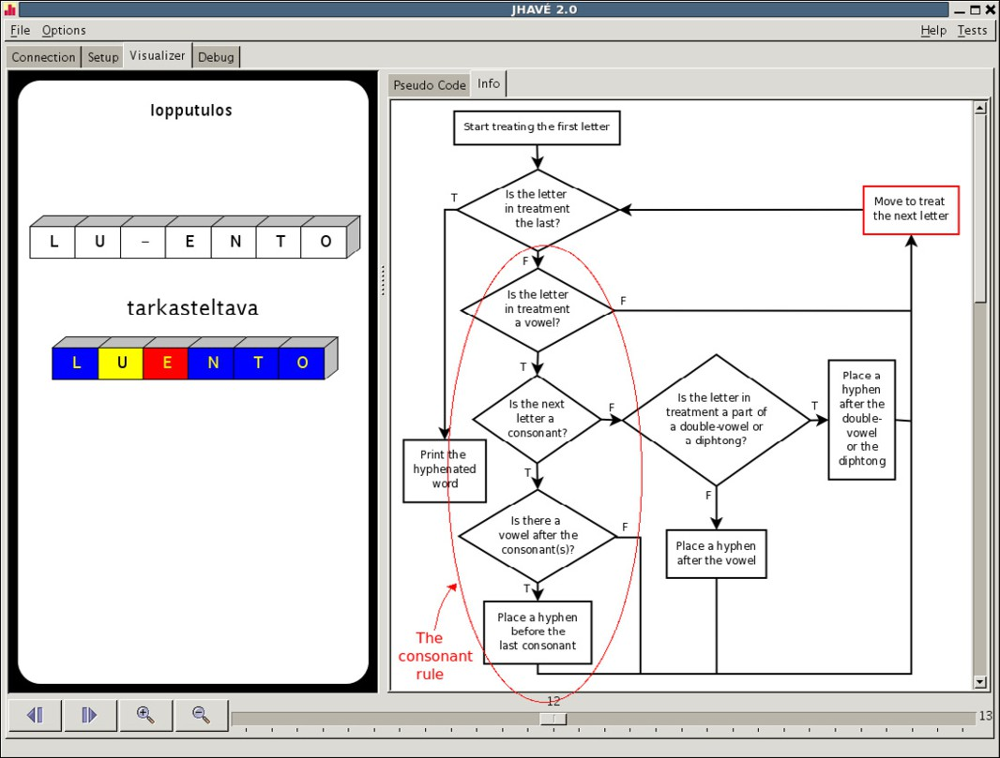 JHAVÉ 2.0
File Options
Help Tests
Connection Setup Visualizer Debug
lopputulos
L U – E N T O
tarkasteltava
L U E N T O
Pseudo Code Info
Start treating the first letter
Is the letter
in treatment
the last?
T
F
Move to treat
the next letter
Is the letter
in treatment
a vowel?
F
T
Is the next
letter a
consonant?
F
T
Is the letter in
treatment a part of
a double-vowel or
a diphtong?
T
F
Place a
hyphen
after the
double-
vowel
or the
diphtong
Print the
hyphenated
word
Is there a
vowel after the
consonant(s)?
F
T
Place a hyphen
after the vowel
Place a hyphen
before the
last consonant
The
consonant
rule
12
13